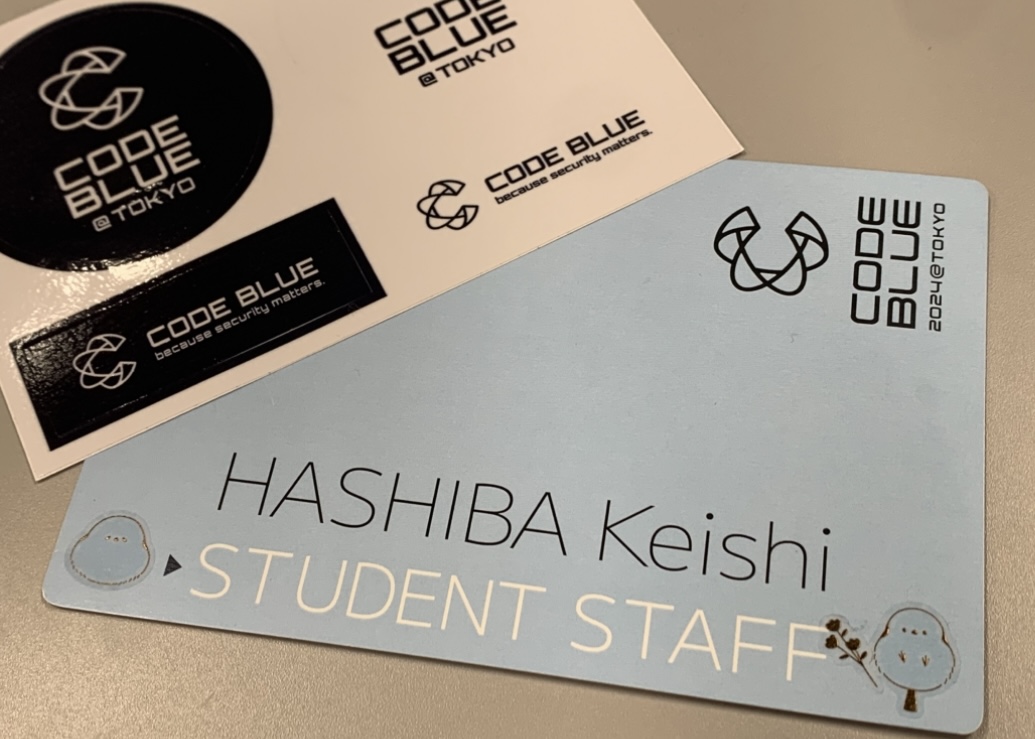 CODE
BLUE
@TOKYO
CODE
BLUE
@TOKYO
CODE BLUE
because security matters.
CODE BLUE
because security matters.
CODE
BLUE
2024@TOKYO
HASHIBA Keishi
STUDENT STAFF